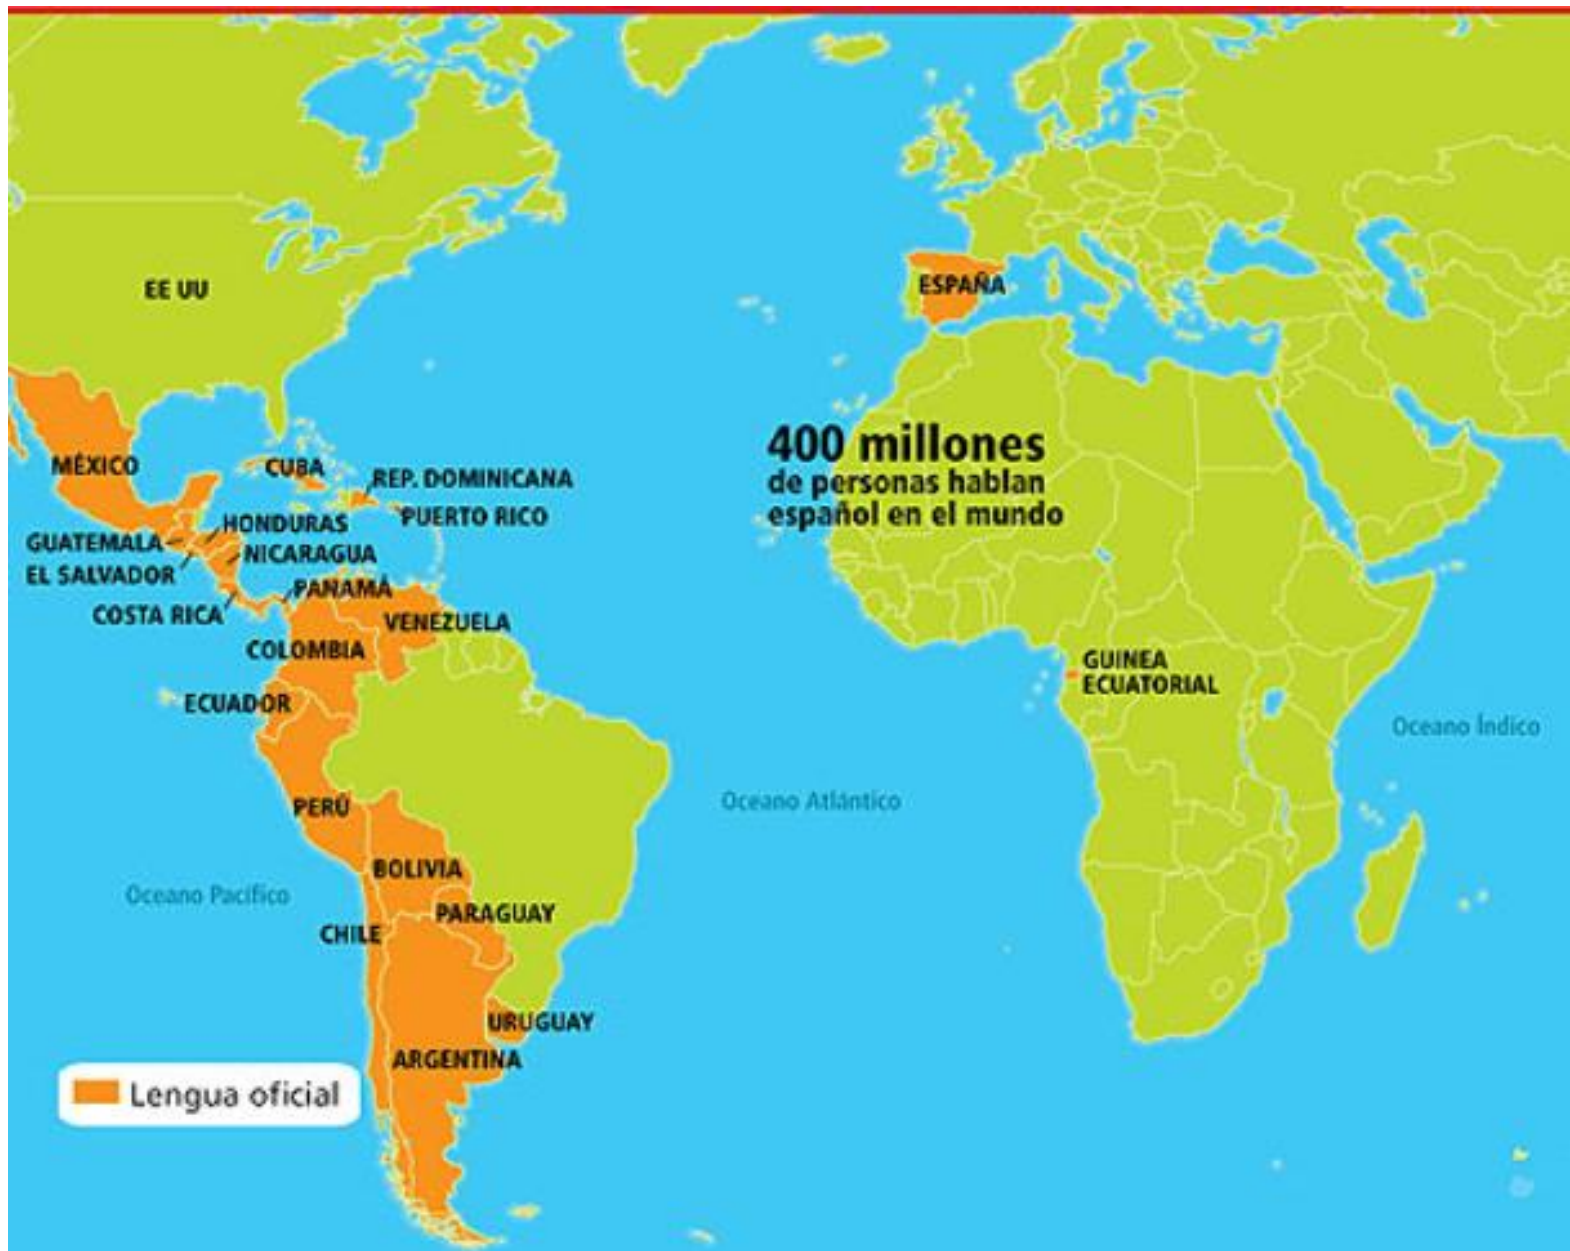 EE UU
ESPAÑA
400 millones
de personas hablan
español en el mundo
MÉXICO
CUBA
REP. DOMINICANA
PUERTO RICO
HONDURAS
GUATEMALA
NICARAGUA
EL SALVADOR
PANAMÁ
COSTA RICA
VENEZUELA
COLOMBIA
GUINEA
ECUATORIAL
ECUADOR
Oceano Índico
Oceano Atlántico
PERÚ
BOLIVIA
Oceano Pacífico
PARAGUAY
CHILE
URUGUAY
ARGENTINA
Lengua oficial